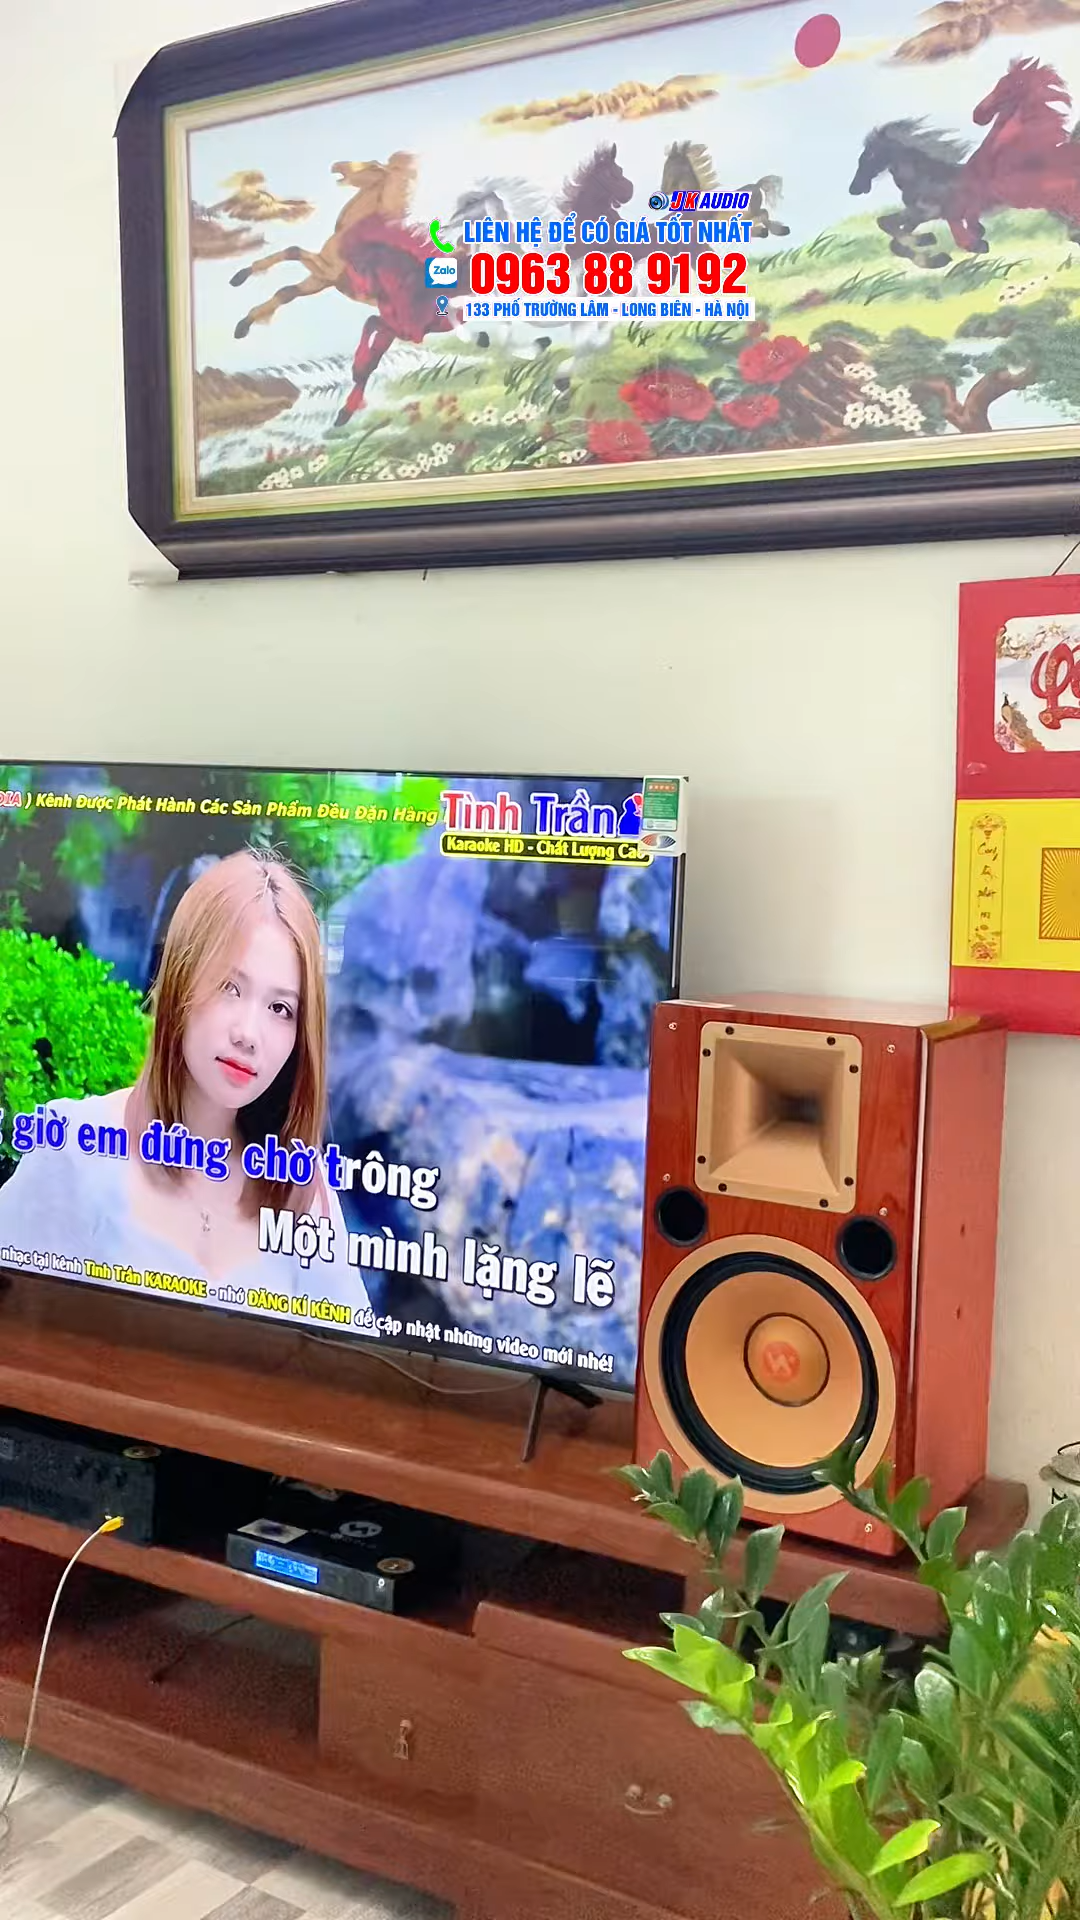 JK AUDIO
LIÊN HỆ ĐỂ CÓ GIÁ TỐT NHẤT
Zalo
0963 88 9192
133 PHỐ TRƯỜNG LÂM - LONG BIÊN - HÀ NỘI
DIA ) Kênh Được Phát Hành Các Sản Phẩm Đều Đặn Hàng
Tình Trần
Karaoke HD - Chất Lượng Cao
giờ em đứng chờ trông
Một mình lặng lẽ
nhạc tại kênh Tình Trần KARAOKE - nhớ ĐĂNG KÍ KÊNH để cập nhật những video mới nhé!